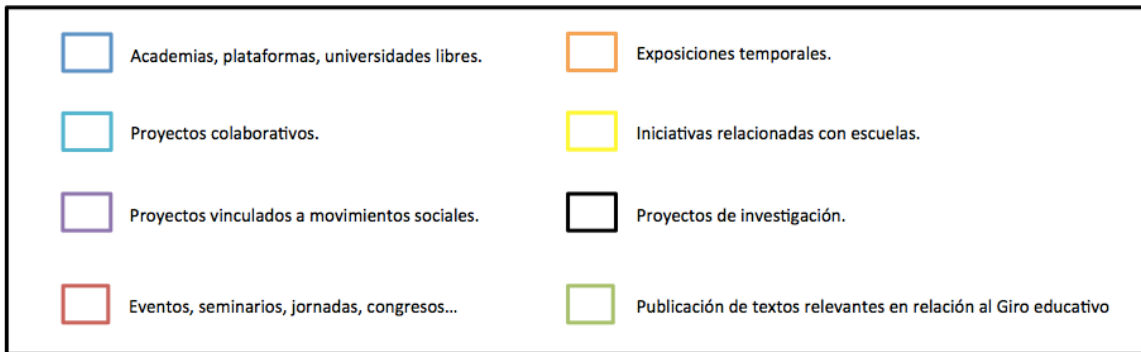 Academias, plataformas, universidades libres.
Exposiciones temporales.
Proyectos colaborativos.
Iniciativas relacionadas con escuelas.
Proyectos vinculados a movimientos sociales.
Proyectos de investigación.
Eventos, seminarios, jornadas, congresos...
Publicación de textos relevantes en relación al Giro educativo